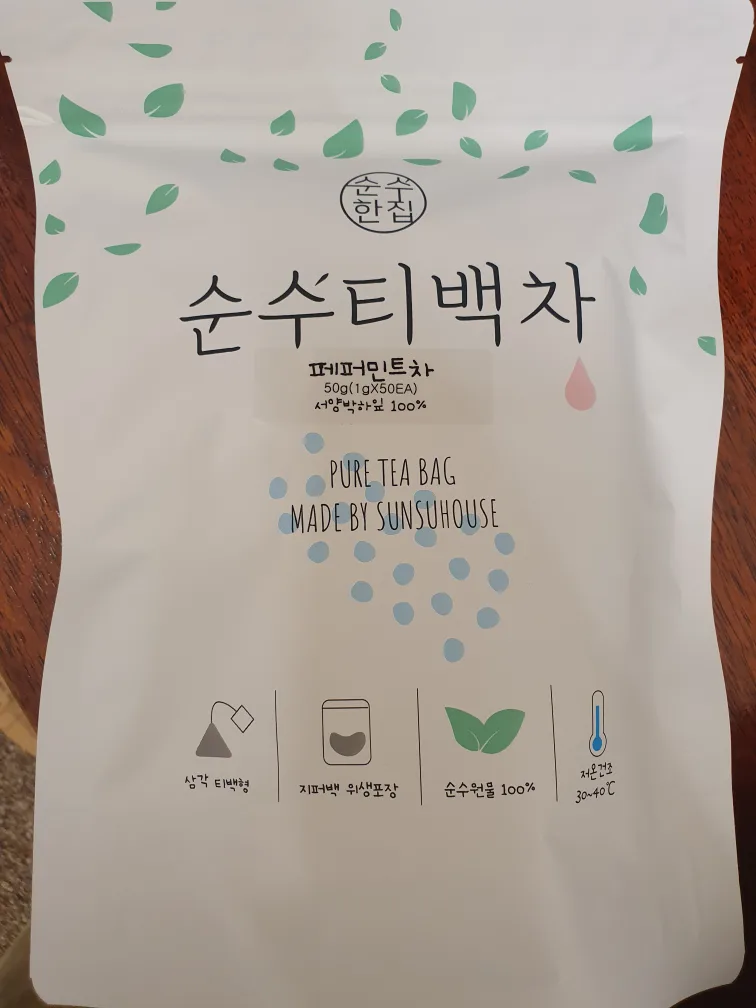 순수
한집
순수티백차
페퍼민트차
50g(1gX50EA)
서양박하잎 100%
PURE TEA BAG
MADE BY SUNSUHOUSE
삼각 티백형
지퍼백 위생포장
순수원물 100%
저온건조
30~40℃